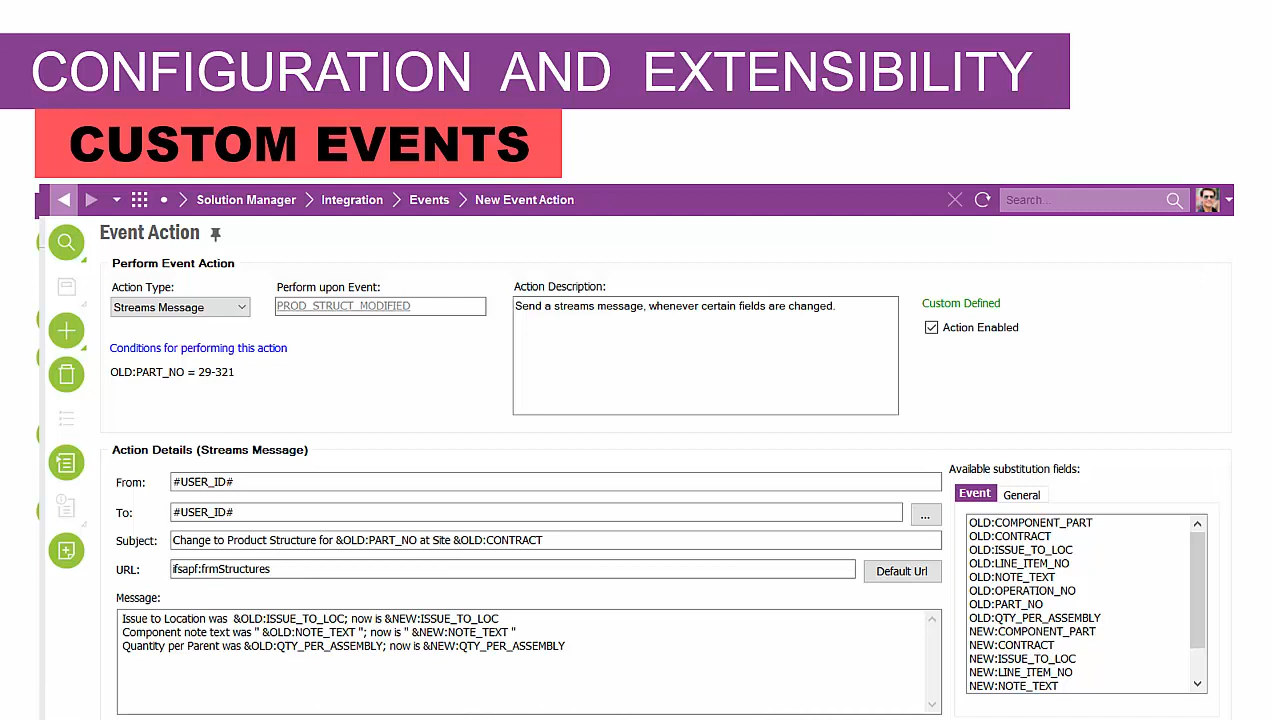 CONFIGURATION AND EXTENSIBILITY
CUSTOM EVENTS
Solution Manager
Integration
Events
New Event Action
Search...
Event Action
Perform Event Action
Action Type:
Streams Message
Perform upon Event:
PROD_STRUCT_MODIFIED
Action Description:
Send a streams message, whenever certain fields are changed.
Custom Defined
Action Enabled
Conditions for performing this action
OLD:PART_NO = 29-321
Action Details (Streams Message)
From:
#USER_ID#
To:
#USER_ID#
...
Subject:
Change to Product Structure for &OLD:PART_NO at Site &OLD:CONTRACT
URL:
ifsapf:frmStructures
Default Url
Message:
Issue to Location was &OLD:ISSUE_TO_LOC; now is &NEW:ISSUE_TO_LOC
Component note text was " &OLD:NOTE_TEXT "; now is " &NEW:NOTE_TEXT "
Quantity per Parent was &OLD:QTY_PER_ASSEMBLY; now is &NEW:QTY_PER_ASSEMBLY
Available substitution fields:
Event
General
OLD:COMPONENT_PART
OLD:CONTRACT
OLD:ISSUE_TO_LOC
OLD:LINE_ITEM_NO
OLD:NOTE_TEXT
OLD:OPERATION_NO
OLD:PART_NO
OLD:QTY_PER_ASSEMBLY
NEW:COMPONENT_PART
NEW:CONTRACT
NEW:ISSUE_TO_LOC
NEW:LINE_ITEM_NO
NEW:NOTE_TEXT